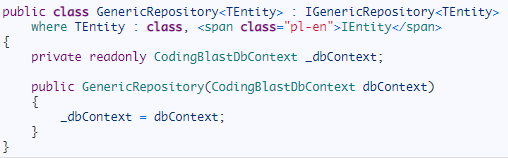 public class GenericRepository<TEntity> : IGenericRepository<TEntity>
    where TEntity : class, <span class="pl-en">IEntity</span>
{
    private readonly CodingBlastDbContext _dbContext;

    public GenericRepository(CodingBlastDbContext dbContext)
    {
        _dbContext = dbContext;
    }
}